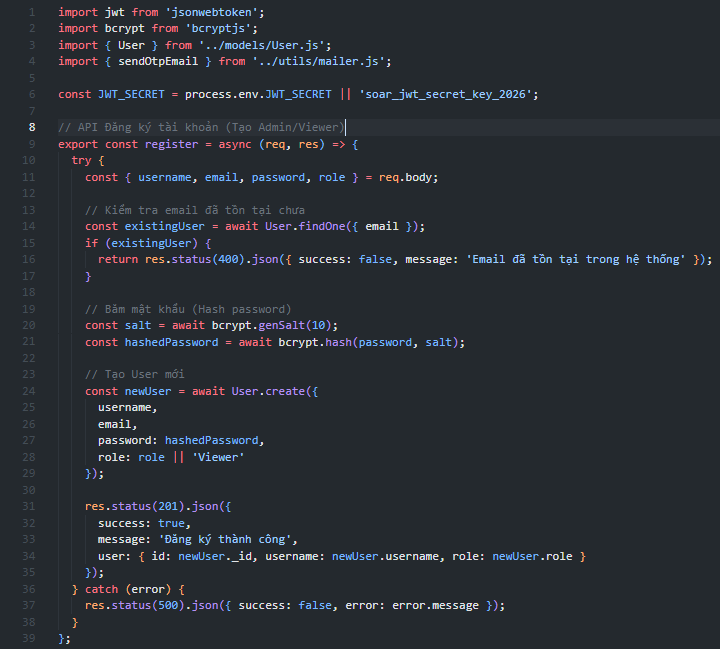 1 import jwt from 'jsonwebtoken';
2 import bcrypt from 'bcryptjs';
3 import { User } from '../models/User.js';
4 import { sendOtpEmail } from '../utils/mailer.js';
5
6 const JWT_SECRET = process.env.JWT_SECRET || 'soar_jwt_secret_key_2026';
7
8 // API Đăng ký tài khoản (Tạo Admin/Viewer)
9 export const register = async (req, res) => {
10 try {
11 const { username, email, password, role } = req.body;
12
13 // Kiểm tra email đã tồn tại chưa
14 const existingUser = await User.findOne({ email });
15 if (existingUser) {
16 return res.status(400).json({ success: false, message: 'Email đã tồn tại trong hệ thống' });
17 }
18
19 // Băm mật khẩu (Hash password)
20 const salt = await bcrypt.genSalt(10);
21 const hashedPassword = await bcrypt.hash(password, salt);
22
23 // Tạo User mới
24 const newUser = await User.create({
25 username,
26 email,
27 password: hashedPassword,
28 role: role || 'Viewer'
29 });
30
31 res.status(201).json({
32 success: true,
33 message: 'Đăng ký thành công',
34 user: { id: newUser._id, username: newUser.username, role: newUser.role }
35 });
36 } catch (error) {
37 res.status(500).json({ success: false, error: error.message });
38 }
39 };